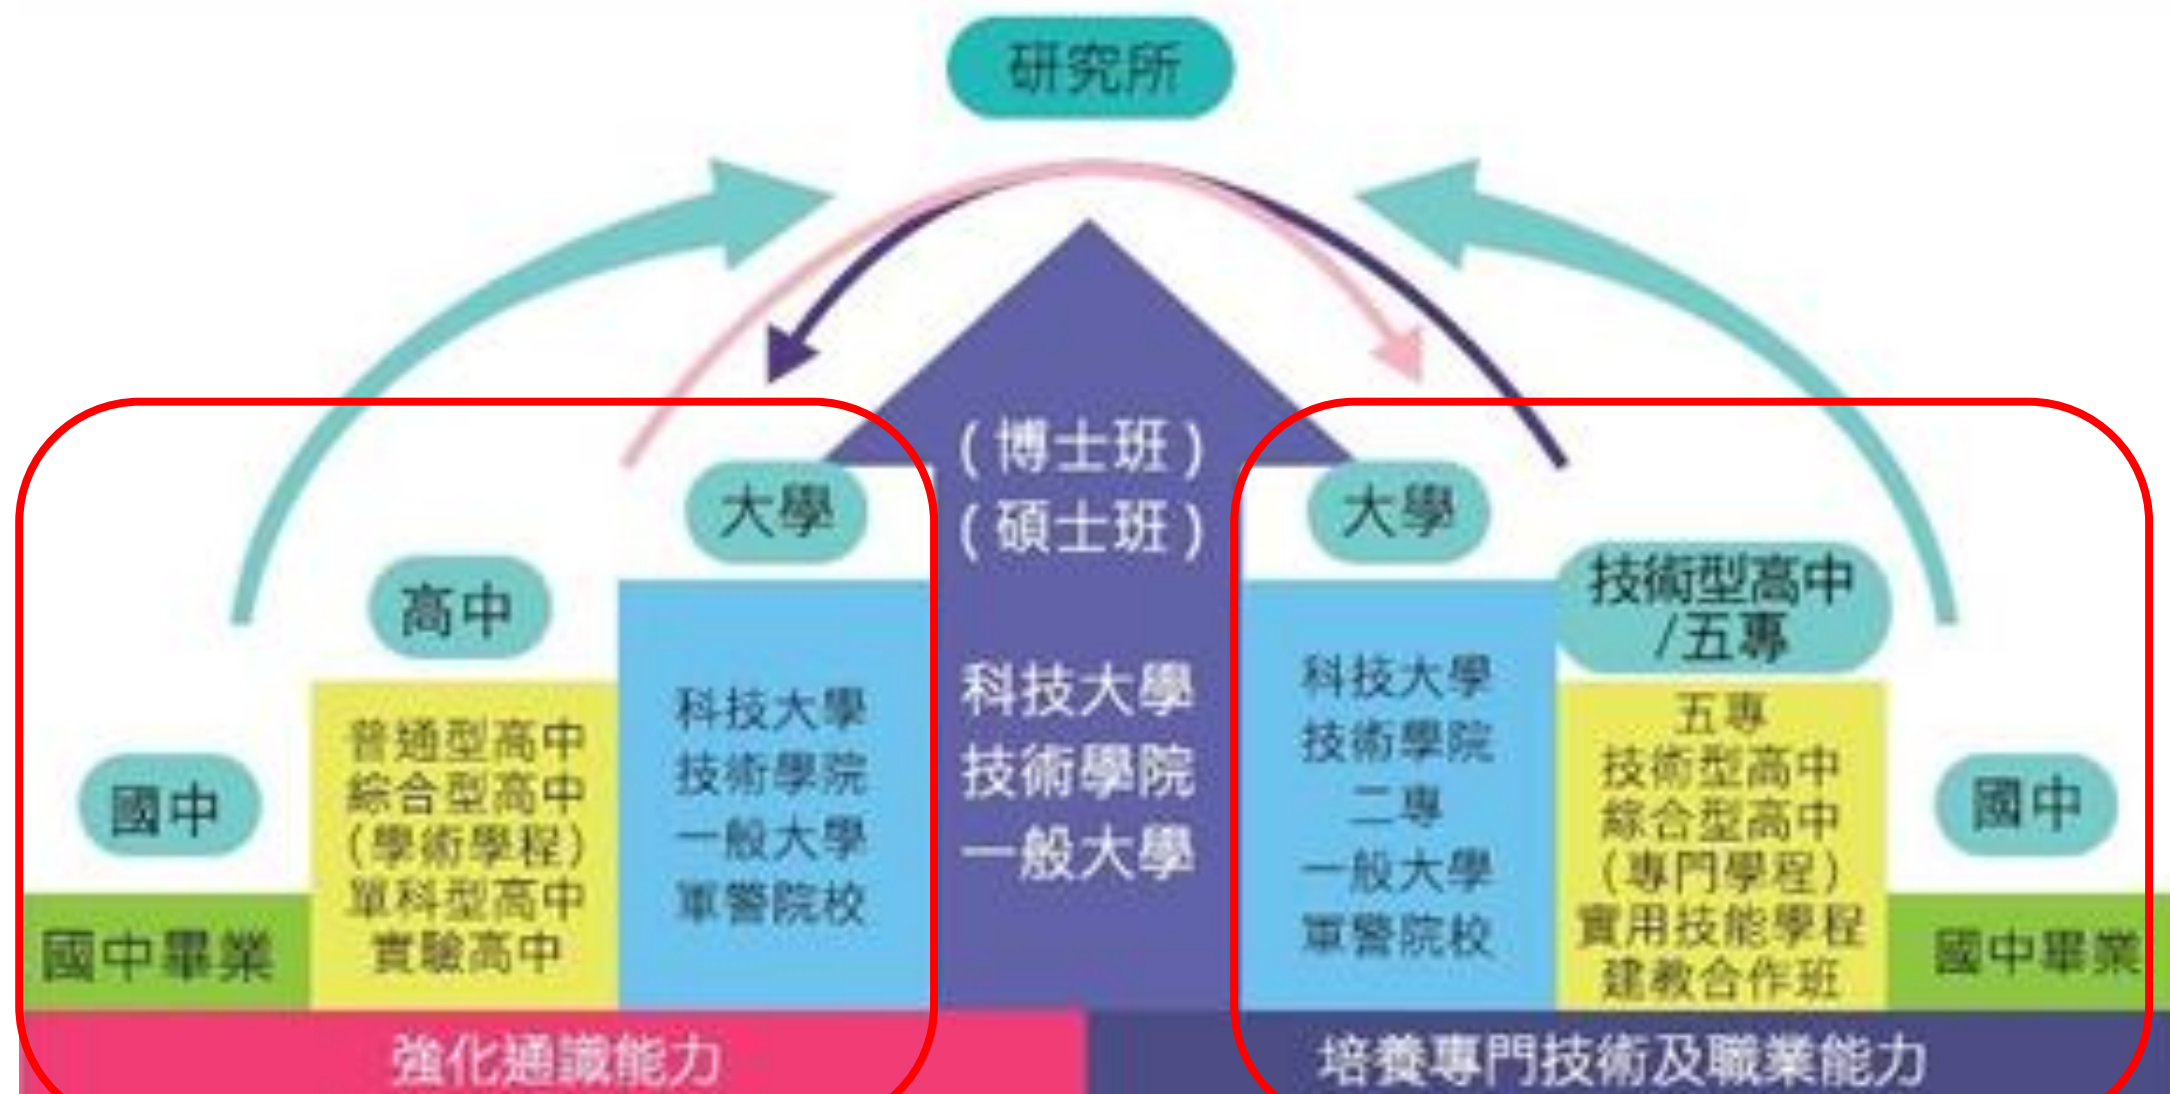 研究所
(博士班)
(碩士班)
科技大學
技術學院
一般大學
國中
國中畢業
高中
普通型高中
綜合型高中
(學術學程)
單科型高中
實驗高中
大學
科技大學
技術學院
一般大學
軍警院校
大學
科技大學
技術學院
二專
一般大學
軍警院校
技術型高中
/五專
五專
技術型高中
綜合型高中
(專門學程)
實用技能學程
建教合作班
國中
國中畢業
強化通識能力
培養專門技術及職業能力